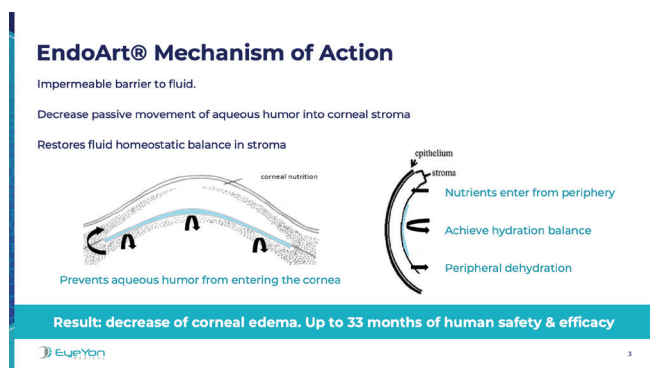 EndoArt® Mechanism of Action
Impermeable barrier to fluid.
Decrease passive movement of aqueous humor into corneal stroma
Restores fluid homeostatic balance in stroma
corneal nutrition
Prevents aqueous humor from entering the cornea
epithelium
stroma
Nutrients enter from periphery
Achieve hydration balance
Peripheral dehydration
Result: decrease of corneal edema. Up to 33 months of human safety & efficacy
EyeYon
MEDICAL
3